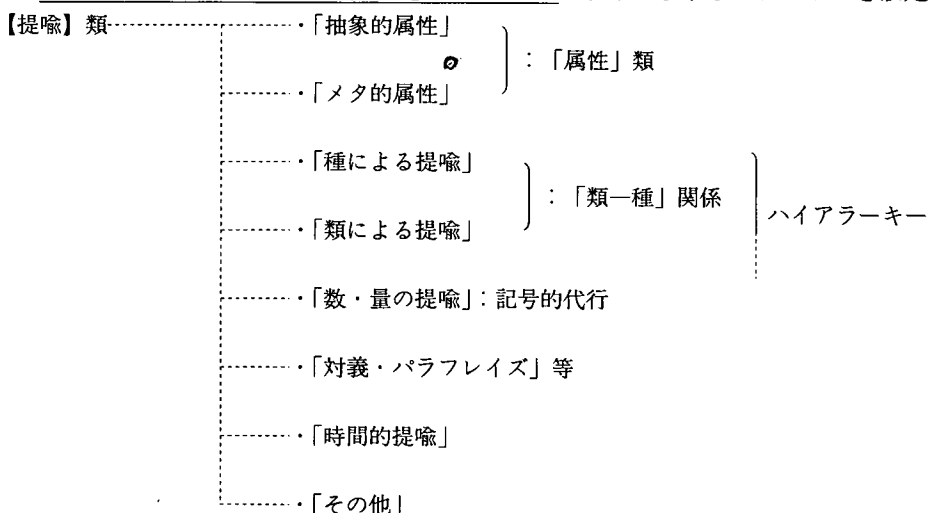 【提喩】類・「抽象的属性」
:「属性」類
・「メタ的属性」
・「種による提喩」
:「類―種」関係
ハイアラーキー
・「類による提喩」
・「数・量の提喩」:記号的代行
・「対義・パラフレイズ」等
・「時間的提喩」
・「その他」